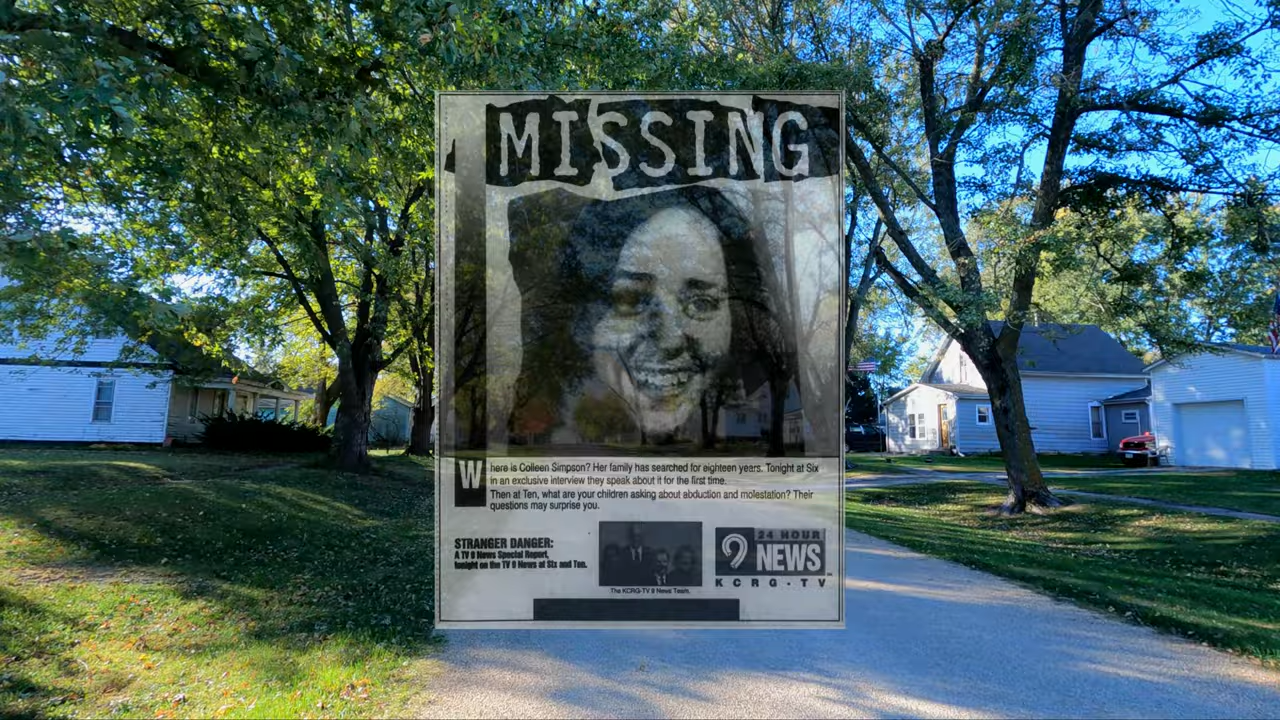 MISSING
Where is Colleen Simpson? Her family has searched for eighteen years. Tonight at Six
in an exclusive interview they speak about it for the first time.
Then at Ten, what are your children asking about abduction and molestation? Their
questions may surprise you.
STRANGER DANGER:
A TV 9 News Special Report,
tonight on the TV 9 News at Six and Ten.
The KCRG-TV 9 News Team.
9 24 HOUR
NEWS
KCRG-TV